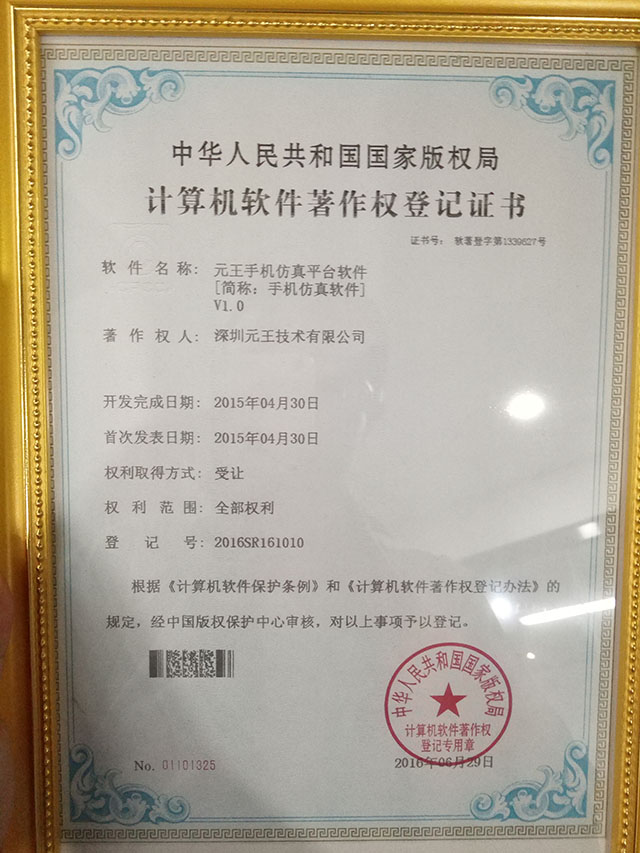 中华人民共和国国家版权局
计算机软件著作权登记证书
证书号： 软著登字第1339627号
软件名称： 元王手机仿真平台软件
[简称：手机仿真软件]
V1.0
著作权人： 深圳元王技术有限公司
开发完成日期： 2015年04月30日
首次发表日期： 2015年04月30日
权利取得方式： 受让
权利范围： 全部权利
登记号： 2016SR161010
根据《计算机软件保护条例》和《计算机软件著作权登记办法》的
规定，经中国版权保护中心审核，对以上事项予以登记。
中华人民共和国国家版权局
计算机软件著作权
登记专用章
No. 01101325
2016年06月29日